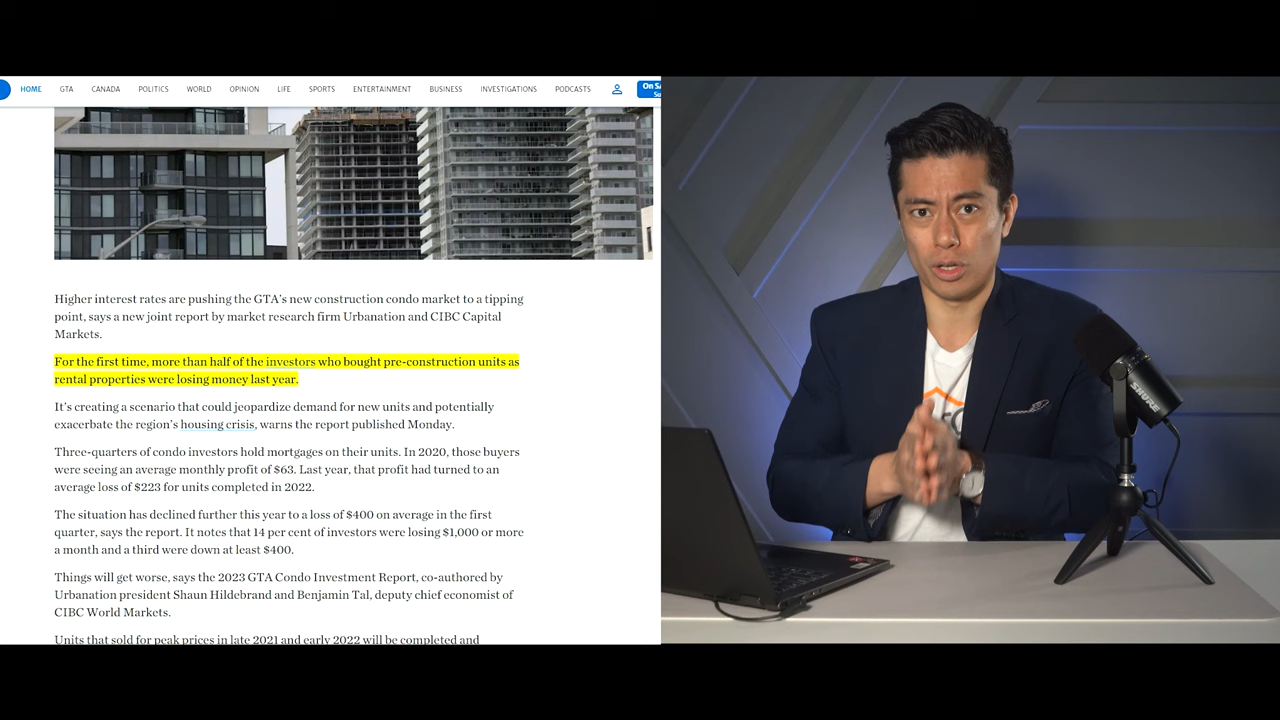 HOME GTA CANADA POLITICS WORLD OPINION LIFE SPORTS ENTERTAINMENT BUSINESS INVESTIGATIONS PODCASTS
Higher interest rates are pushing the GTA's new construction condo market to a tipping
point, says a new joint report by market research firm Urbanation and CIBC Capital
Markets.
For the first time, more than half of the investors who bought pre-construction units as
rental properties were losing money last year.
It's creating a scenario that could jeopardize demand for new units and potentially
exacerbate the region's housing crisis, warns the report published Monday.
Three-quarters of condo investors hold mortgages on their units. In 2020, those buyers
were seeing an average monthly profit of $63. Last year, that profit had turned to an
average loss of $223 for units completed in 2022.
The situation has declined further this year to a loss of $400 on average in the first
quarter, says the report. It notes that 14 per cent of investors were losing $1,000 or more
a month and a third were down at least $400.
Things will get worse, says the 2023 GTA Condo Investment Report, co-authored by
Urbanation president Shaun Hildebrand and Benjamin Tal, deputy chief economist of
CIBC World Markets.
Units that sold for peak prices in late 2021 and early 2022 will be completed and
SHURE